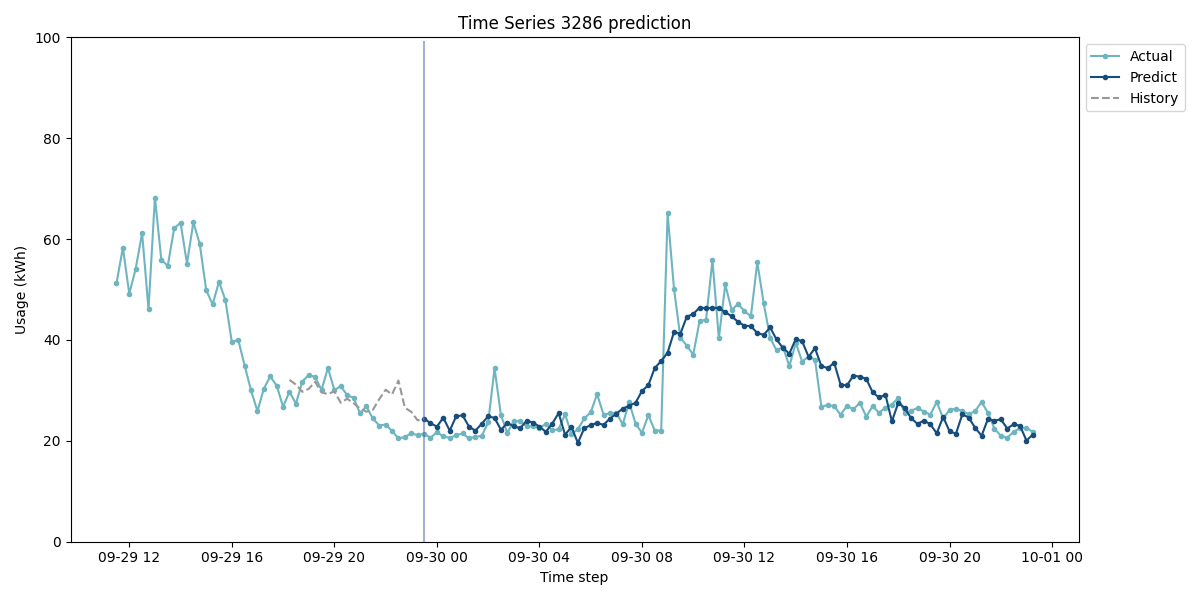 Time Series 3286 prediction
Usage (kWh)
100
80
60
40
20
0
09-29 12
09-29 16
09-29 20
09-30 00
09-30 04
09-30 08
09-30 12
09-30 16
09-30 20
10-01 00
Time step
Actual
Predict
History